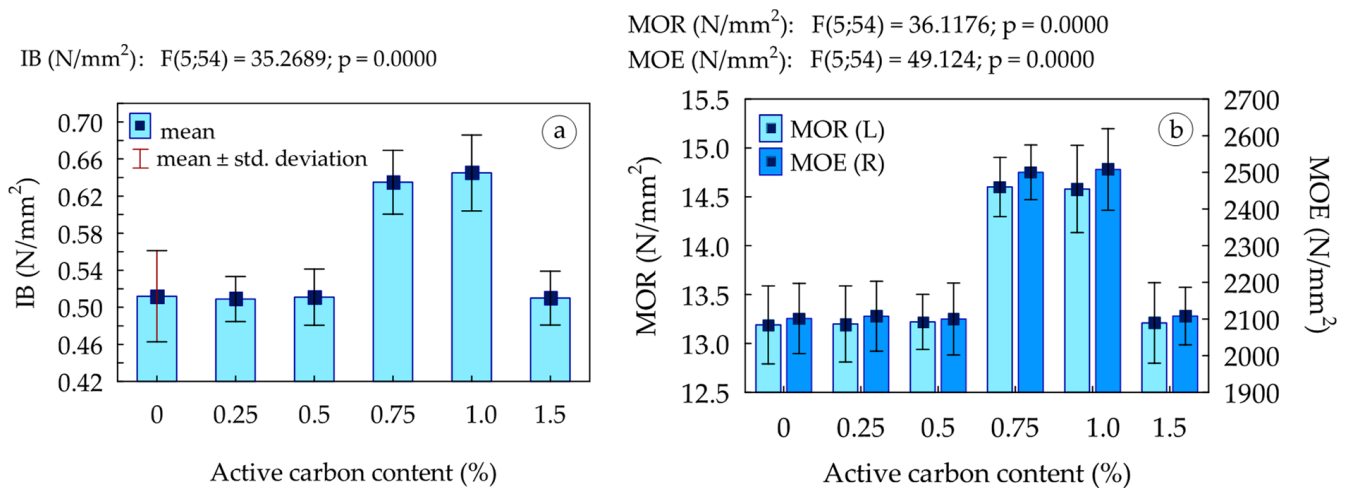 IB (N/mm²): F(5;54) = 35.2689; p = 0.0000
IB (N/mm²)
0.70
0.66
0.62
0.58
0.54
0.50
0.46
0.42
mean
mean ± std. deviation
a
0 0.25 0.5 0.75 1.0 1.5
Active carbon content (%)
MOR (N/mm²): F(5;54) = 36.1176; p = 0.0000
MOE (N/mm²): F(5;54) = 49.124; p = 0.0000
MOR (N/mm²)
15.5
15.0
14.5
14.0
13.5
13.0
12.5
MOR (L)
MOE (R)
b
2700
2600
2500
2400
2300
2200
2100
2000
1900
MOE (N/mm²)
0 0.25 0.5 0.75 1.0 1.5
Active carbon content (%)